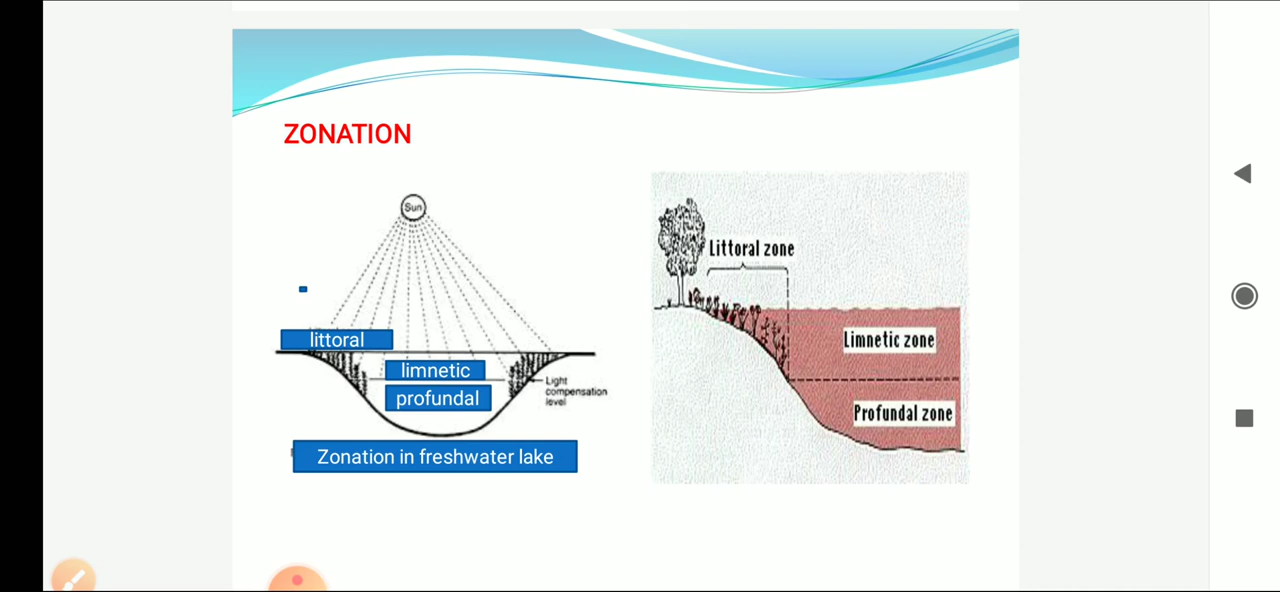 ZONATION
Sun
littoral
limnetic
profundal
Light
compensation
level
Zonation in freshwater lake
Littoral zone
Limnetic zone
Profundal zone